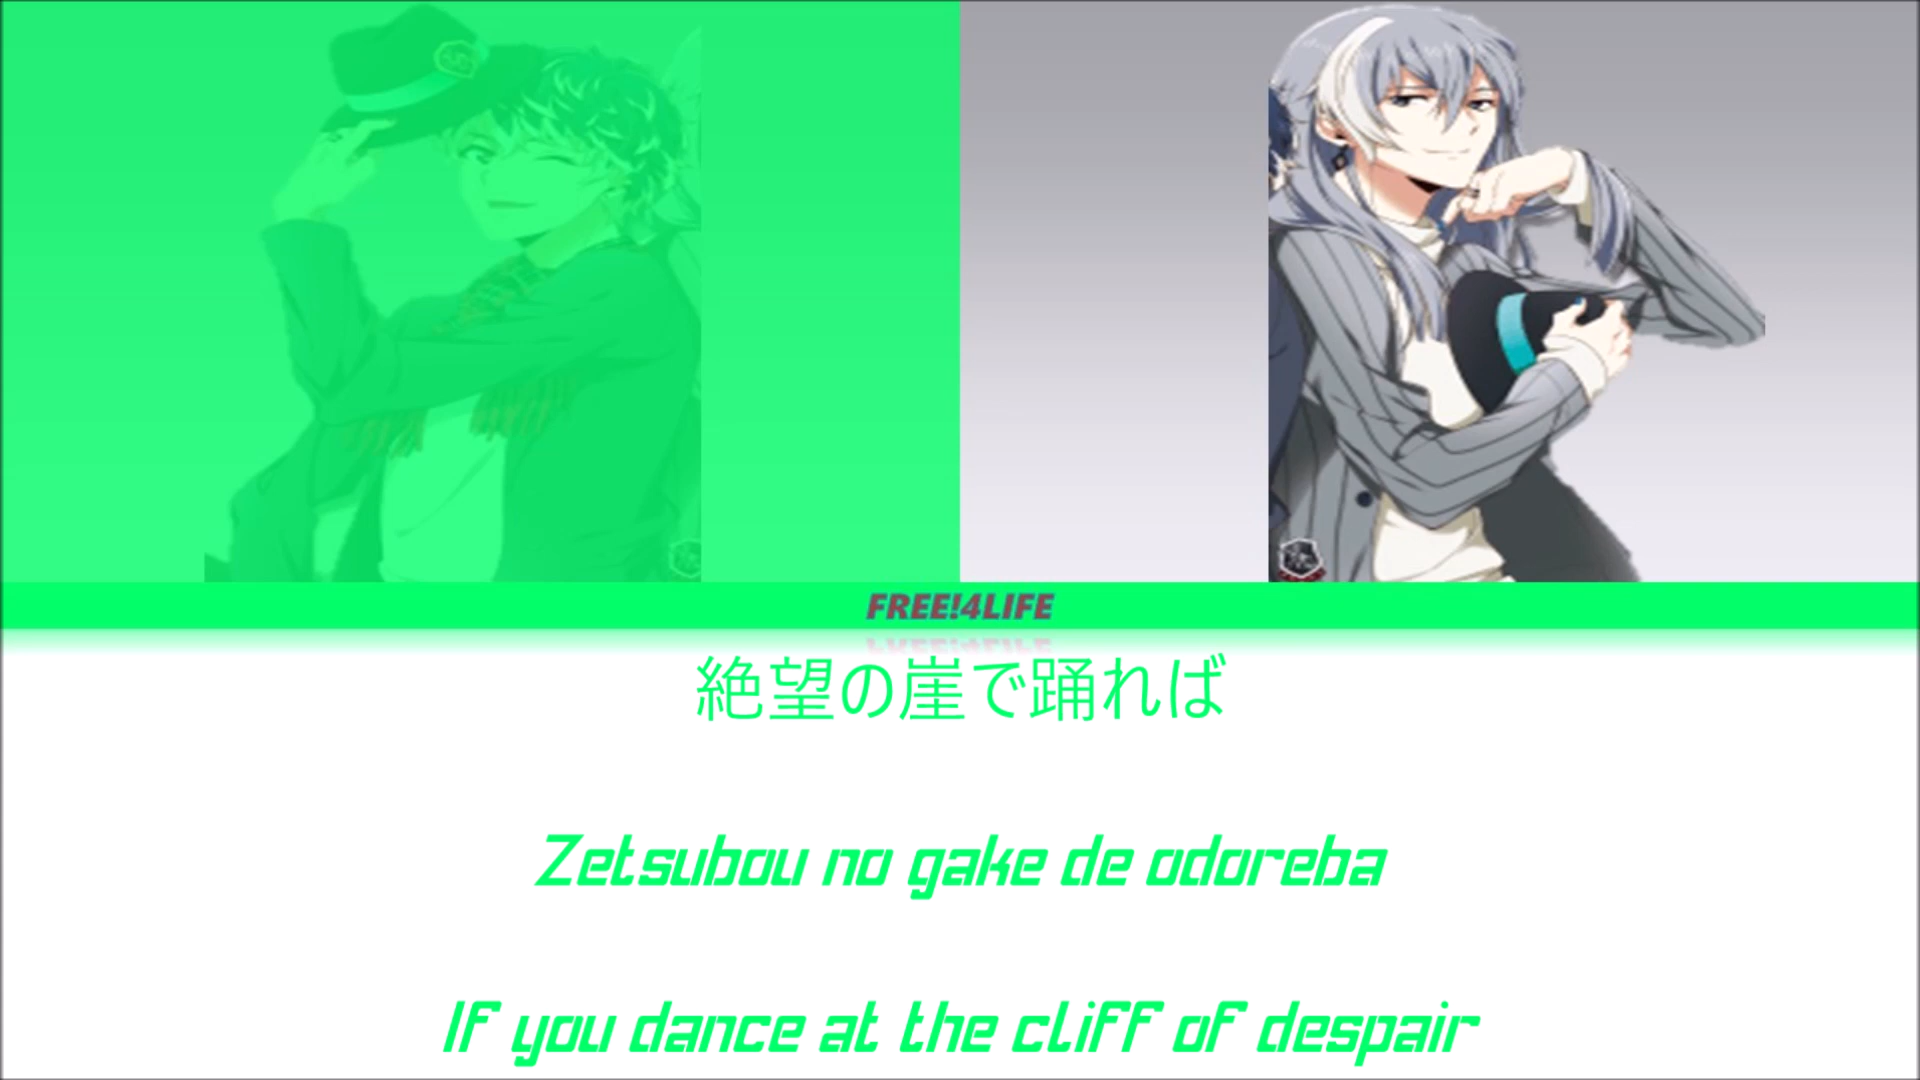 FREE!4LIFE
絶望の崖で踊れば
Zetsubou no gake de odoreba
If you dance at the cliff of despair